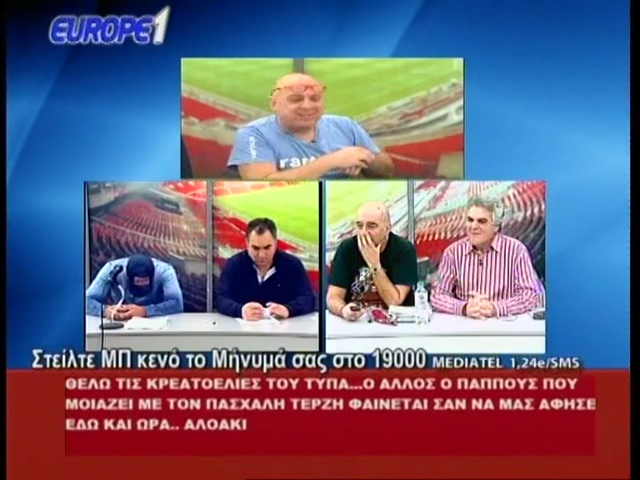 EUROPE1
Στείλτε ΜΠ κενό το Μήνυμά σας στο 19000 MEDIATEL 1,24e/SMS
ΘΕΛΩ ΤΙΣ ΚΡΕΑΤΟΕΛΙΕΣ ΤΟΥ ΤΥΠΑ...Ο ΑΛΛΟΣ Ο ΠΑΠΠΟΥΣ ΠΟΥ
ΜΟΙΑΖΕΙ ΜΕ ΤΟΝ ΠΑΣΧΑΛΗ ΤΕΡΖΗ ΦΑΙΝΕΤΑΙ ΣΑΝ ΝΑ ΜΑΣ ΑΦΗΣΕ
ΕΔΩ ΚΑΙ ΩΡΑ.. ΑΛΟΑΚΙ